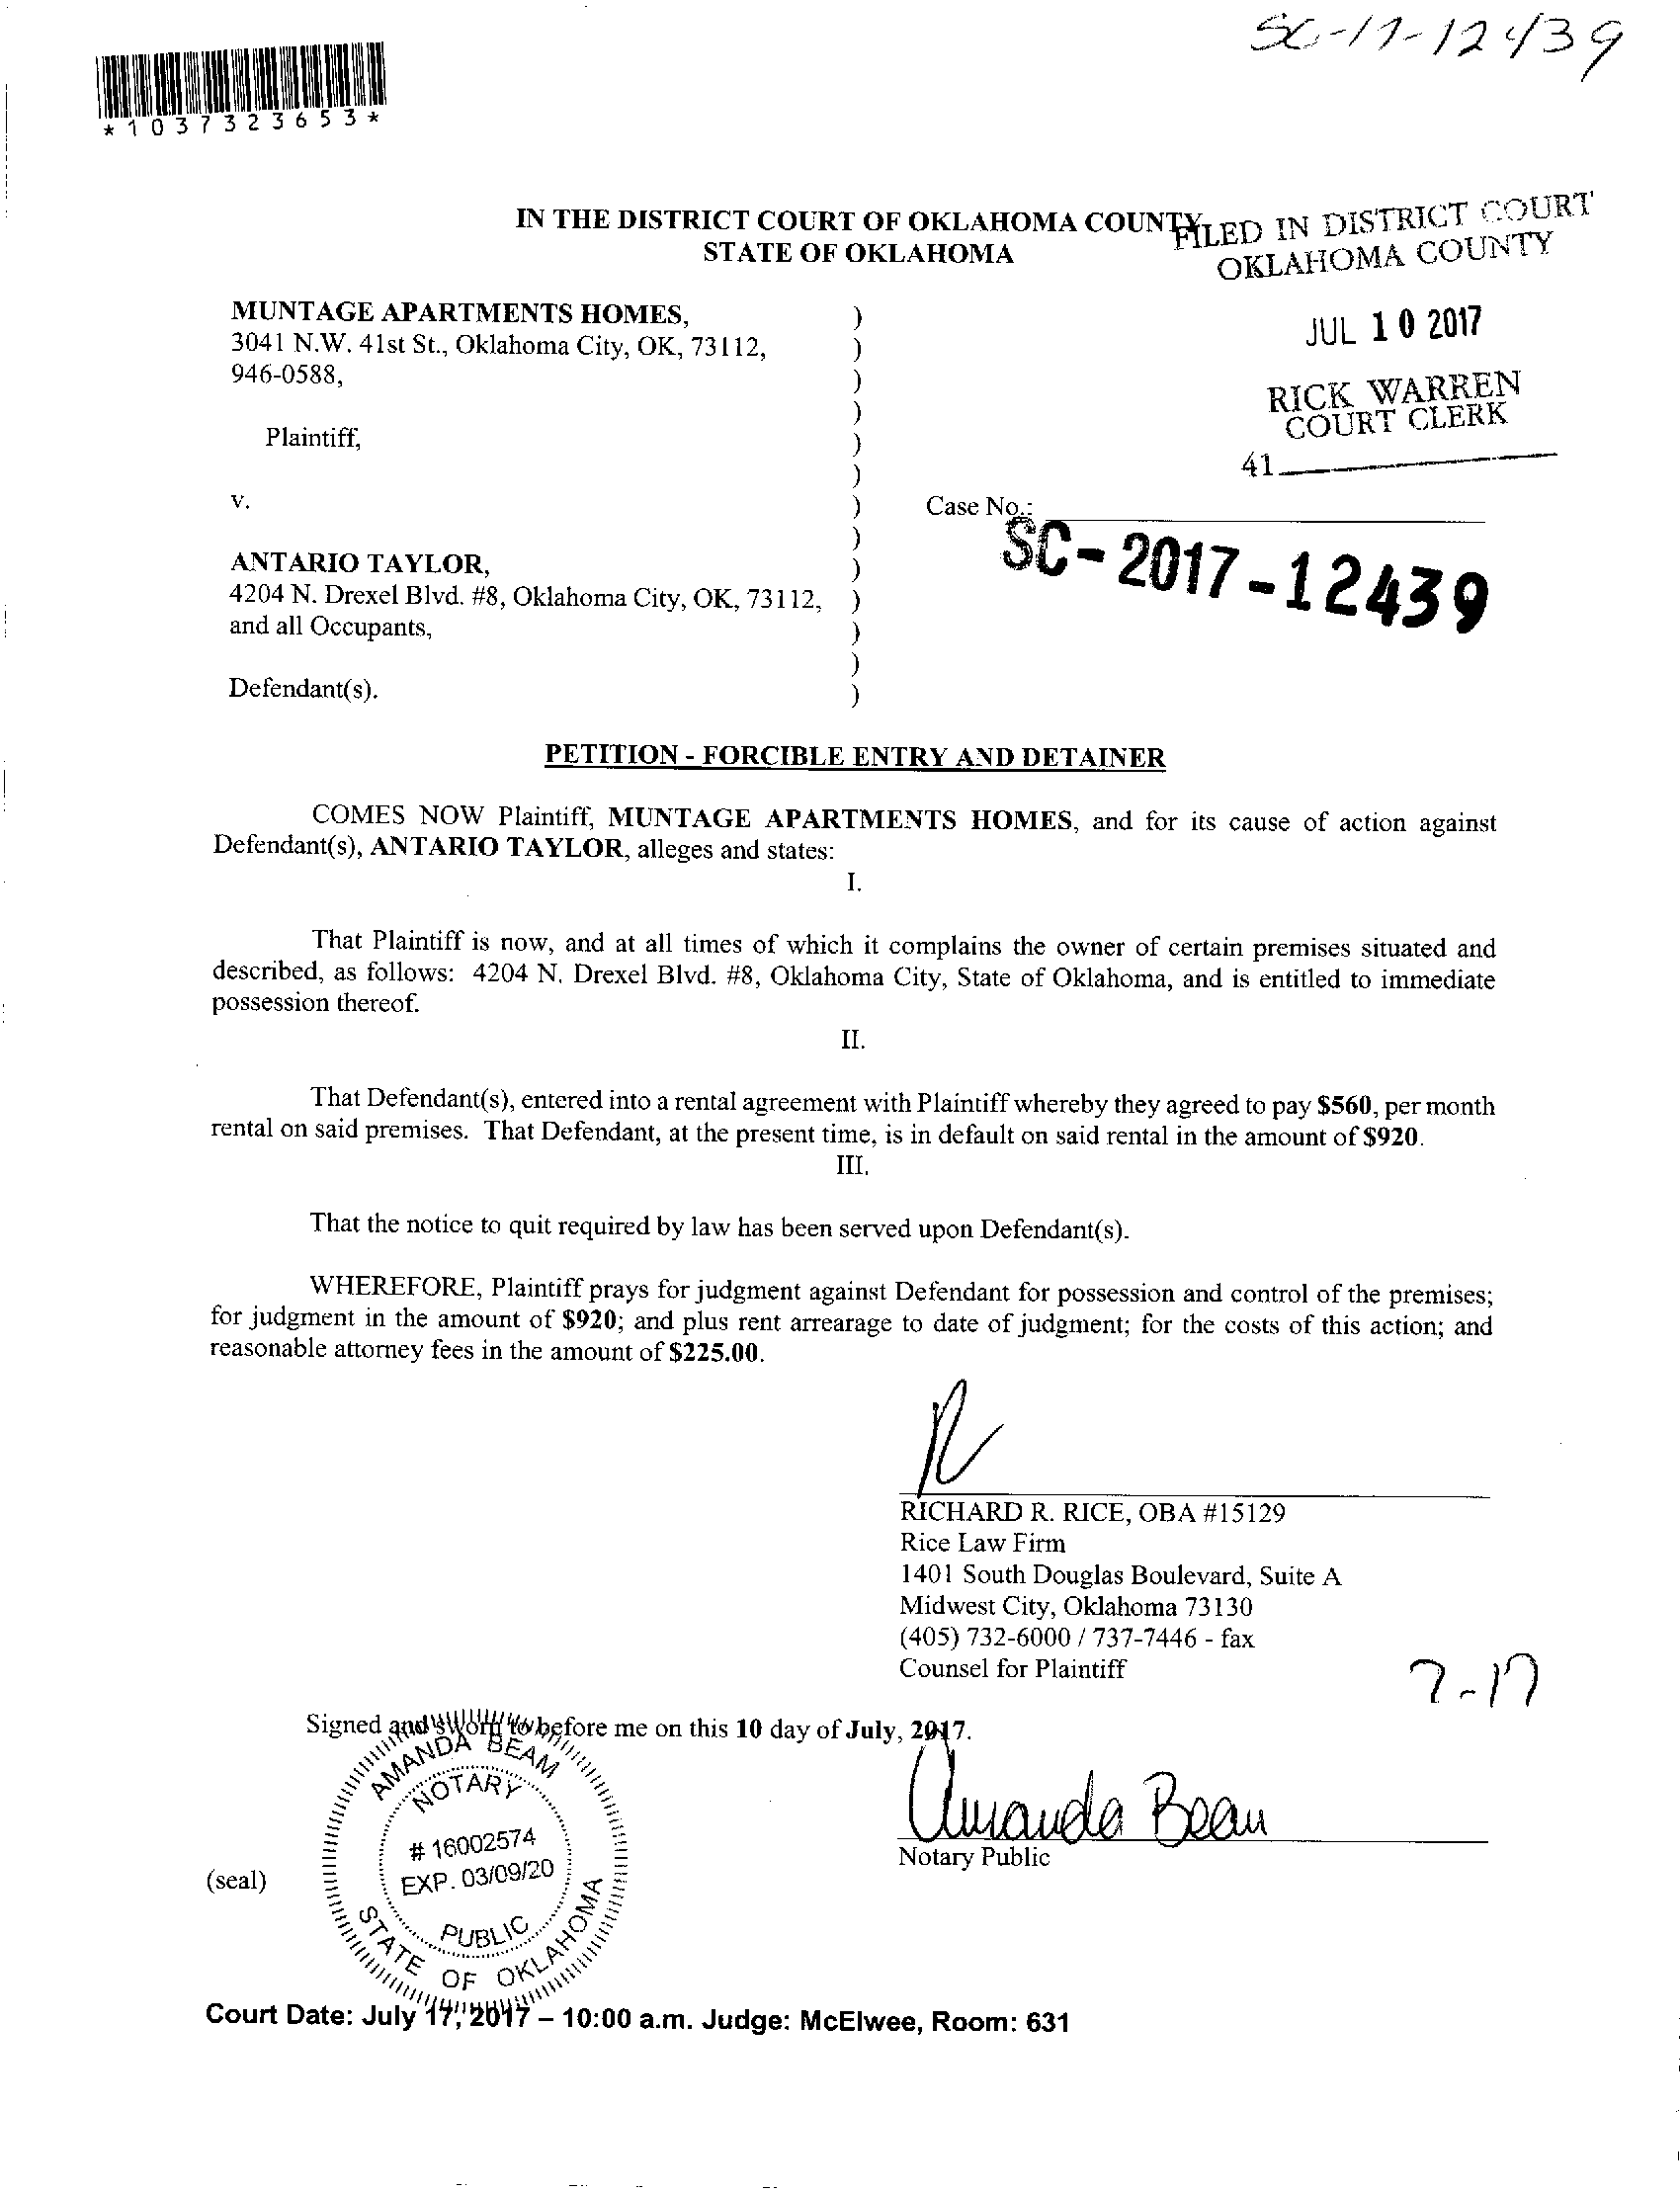 SC-17-12439
*1037323653*
IN THE DISTRICT COURT OF OKLAHOMA COUNTY
STATE OF OKLAHOMA
FILED IN DISTRICT COURT
OKLAHOMA COUNTY
JUL 10 2017
RICK WARREN
COURT CLERK
41
MUNTAGE APARTMENTS HOMES, )
3041 N.W. 41st St., Oklahoma City, OK, 73112, )
946-0588, )
)
Plaintiff, )
)
v. ) Case No.:
SC-2017-12439
)
ANTARIO TAYLOR, )
4204 N. Drexel Blvd. #8, Oklahoma City, OK, 73112, )
and all Occupants, )
)
Defendant(s). )
PETITION - FORCIBLE ENTRY AND DETAINER
COMES NOW Plaintiff, MUNTAGE APARTMENTS HOMES, and for its cause of action against
Defendant(s), ANTARIO TAYLOR, alleges and states:
I.
That Plaintiff is now, and at all times of which it complains the owner of certain premises situated and
described, as follows: 4204 N. Drexel Blvd. #8, Oklahoma City, State of Oklahoma, and is entitled to immediate
possession thereof.
II.
That Defendant(s), entered into a rental agreement with Plaintiff whereby they agreed to pay $560, per month
rental on said premises. That Defendant, at the present time, is in default on said rental in the amount of $920.
III.
That the notice to quit required by law has been served upon Defendant(s).
WHEREFORE, Plaintiff prays for judgment against Defendant for possession and control of the premises;
for judgment in the amount of $920; and plus rent arrearage to date of judgment; for the costs of this action; and
reasonable attorney fees in the amount of $225.00.
RICHARD R. RICE, OBA #15129
Rice Law Firm
1401 South Douglas Boulevard, Suite A
Midwest City, Oklahoma 73130
(405) 732-6000 / 737-7446 - fax
Counsel for Plaintiff
7-17
Signed and sworn to before me on this 10 day of July, 2017.
Amanda Beam
Notary Public
(seal)
AMANDA BEAM
NOTARY
# 16002574
EXP. 03/09/20
PUBLIC
STATE OF OKLAHOMA
Court Date: July 17, 2017 – 10:00 a.m. Judge: McElwee, Room: 631